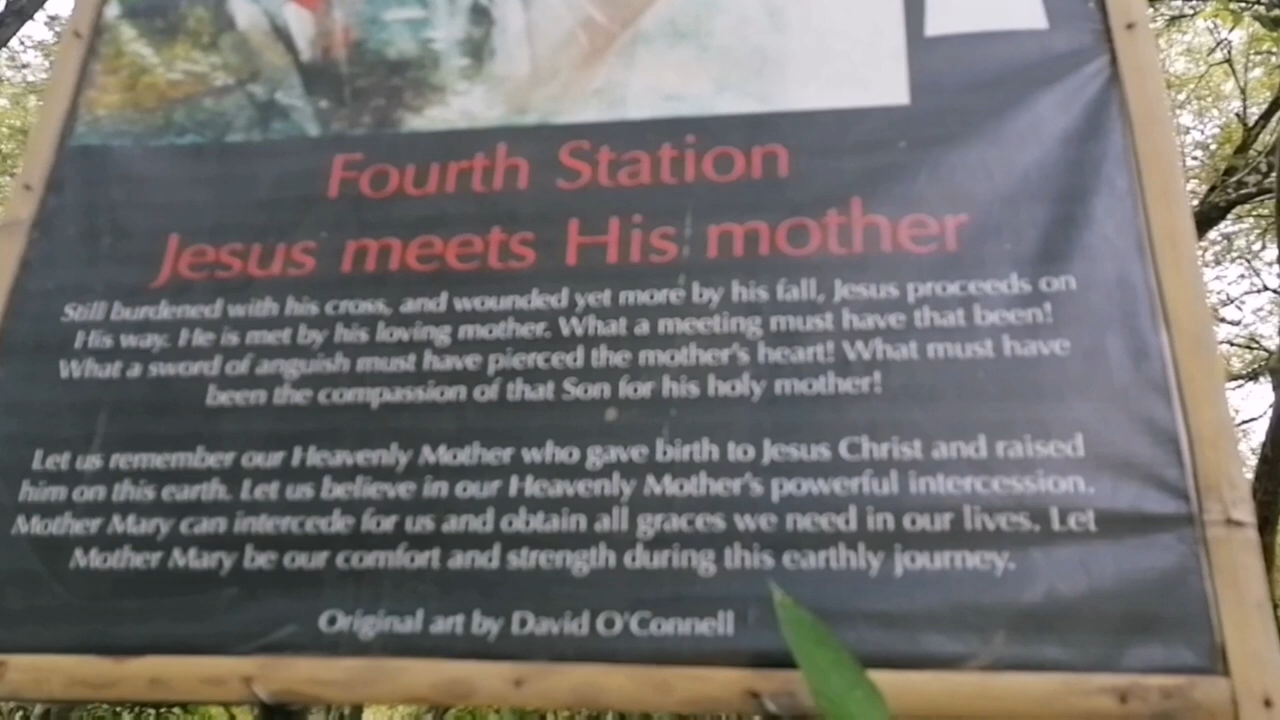 Fourth Station
Jesus meets His mother
Still burdened with his cross, and wounded yet more by his fall, Jesus proceeds on
His way. He is met by his loving mother. What a meeting must have that been!
What a sword of anguish must have pierced the mother's heart! What must have
been the compassion of that Son for his holy mother!
Let us remember our Heavenly Mother who gave birth to Jesus Christ and raised
him on this earth. Let us believe in our Heavenly Mother's powerful intercession.
Mother Mary can intercede for us and obtain all graces we need in our lives. Let
Mother Mary be our comfort and strength during this earthly journey.
Original art by David O'Connell